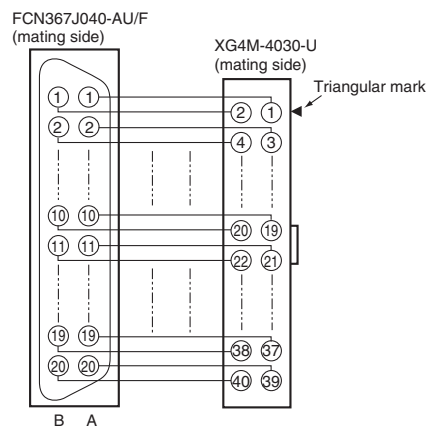 FCN367J040-AU/F
(mating side)
XG4M-4030-U
(mating side)
Triangular mark
1 1
2 1
2 2
4 3
10 10
20 19
11 11
22 21
19 19
38 37
20 20
40 39
B A